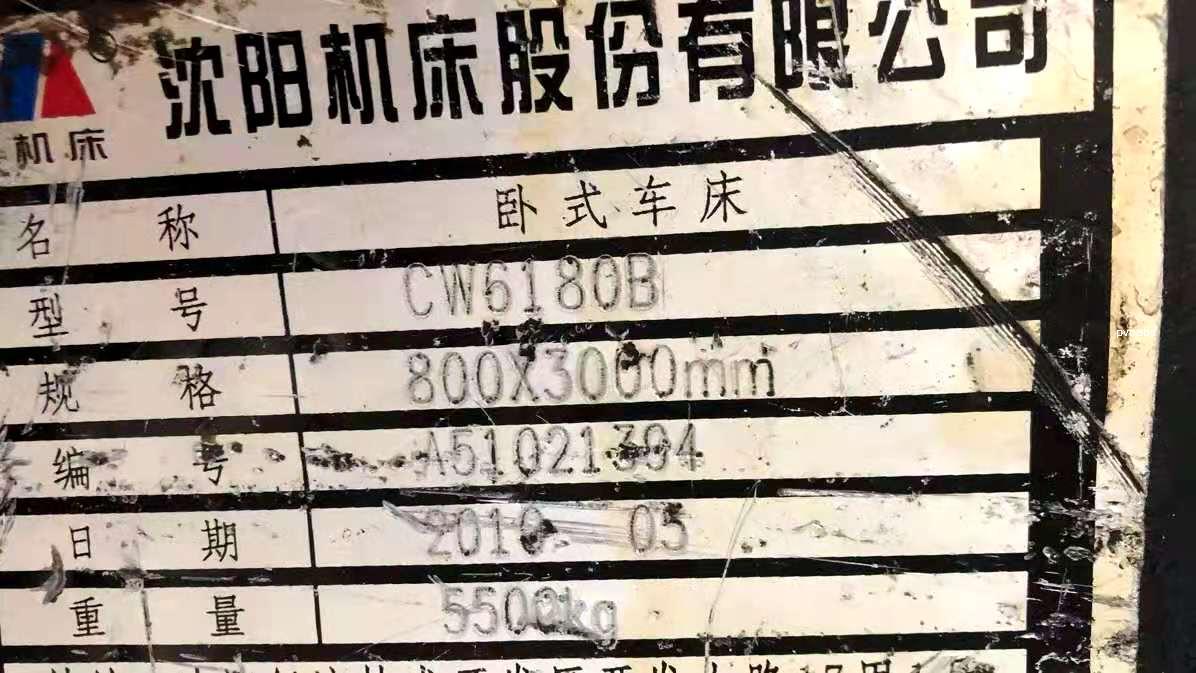 沈阳机床股份有限公司
机床
名称 卧式车床
型号 CW6180B
规格 800X3000mm
编号 A51021394
日期 2010 05
重量 5500kg